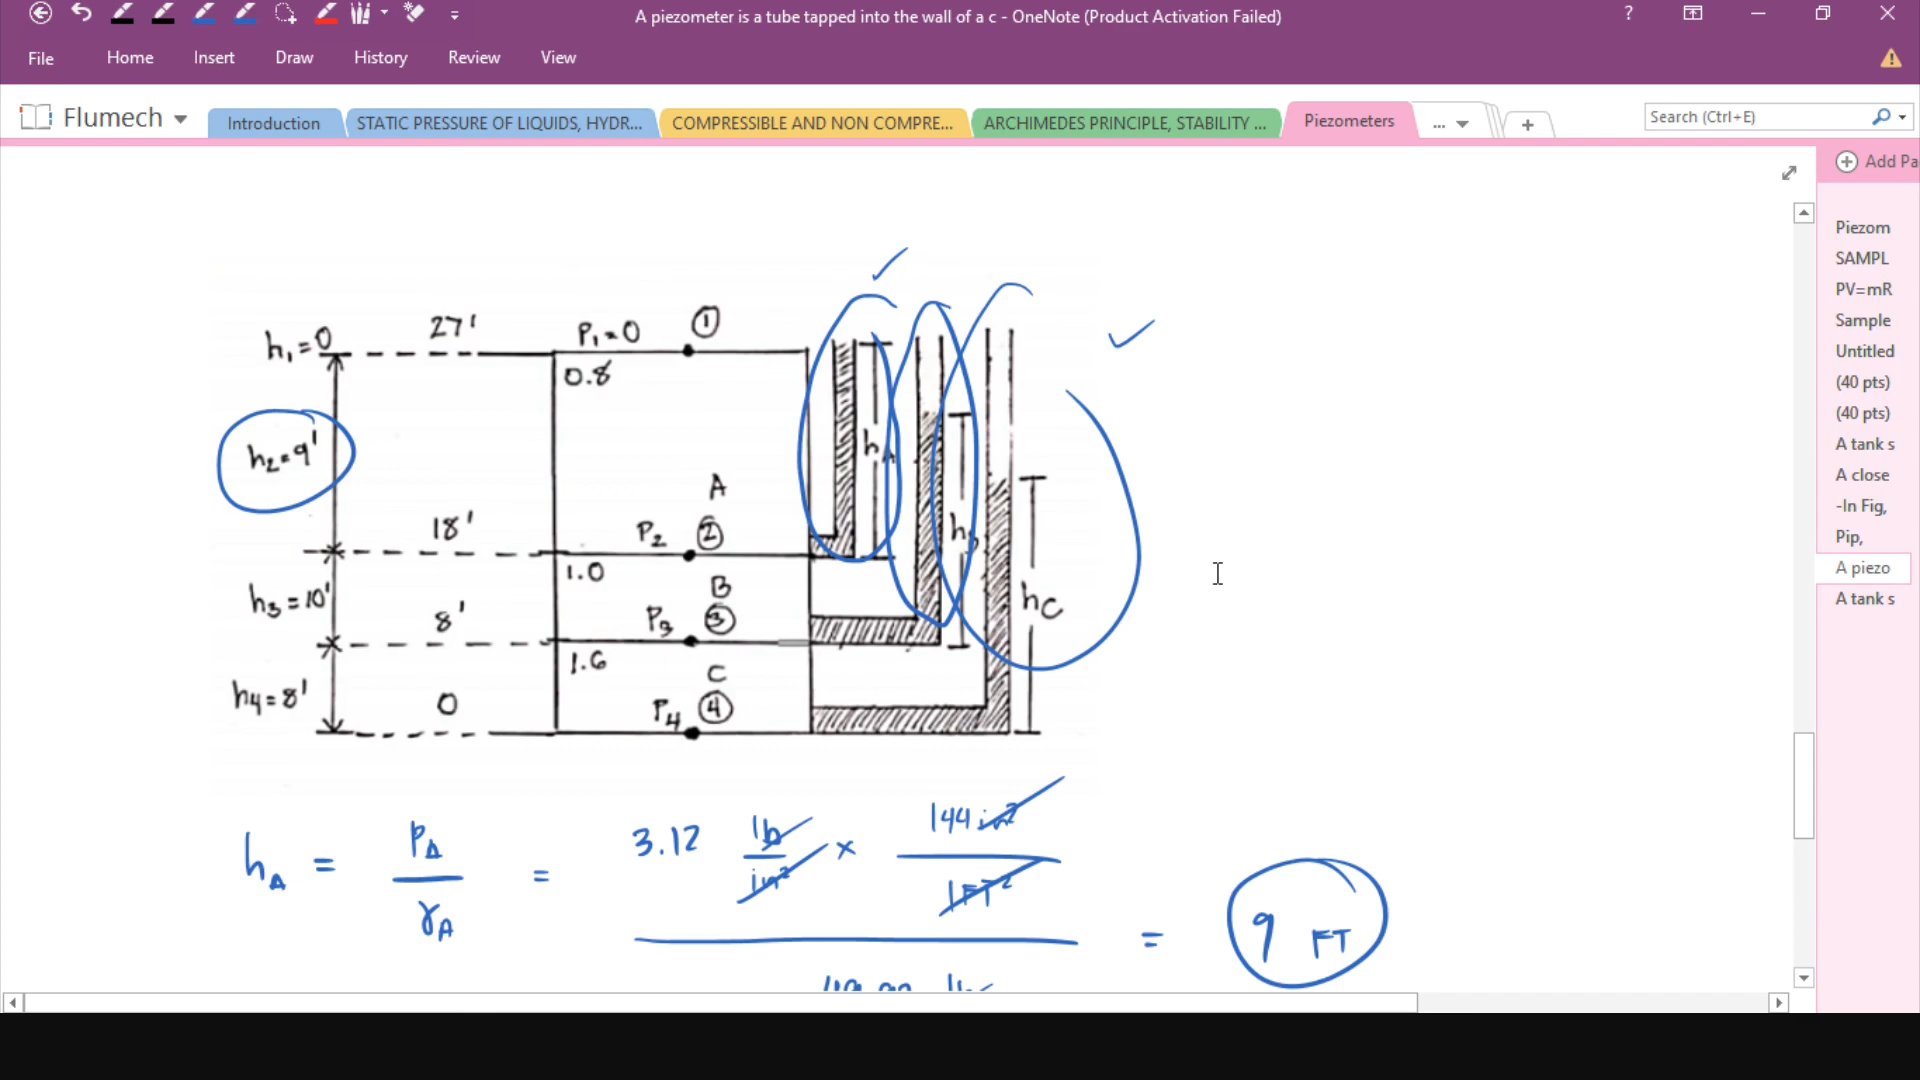 A piezometer is a tube tapped into the wall of a c - OneNote (Product Activation Failed)
?
File Home Insert Draw History Review View
Flumech
Introduction
STATIC PRESSURE OF LIQUIDS, HYDR...
COMPRESSIBLE AND NON COMPRE...
ARCHIMEDES PRINCIPLE, STABILITY ...
Piezometers
...
Search (Ctrl+E)
Add Pa
Piezom
SAMPL
PV=mR
Sample
Untitled
(40 pts)
(40 pts)
A tank s
A close
-In Fig,
Pip,
A piezo
A tank s
h₁=0 27' P₁=0 ①
0.8
h₂=9' hA
A
18' P₂ ②
1.0
B
h₃=10' 8' P₃ ③
hC
1.6
C
h₄=8' 0 P₄ ④
hA = PA / γA = 3.12 lb/in² × 144 in² / 1FT²
= 9 FT